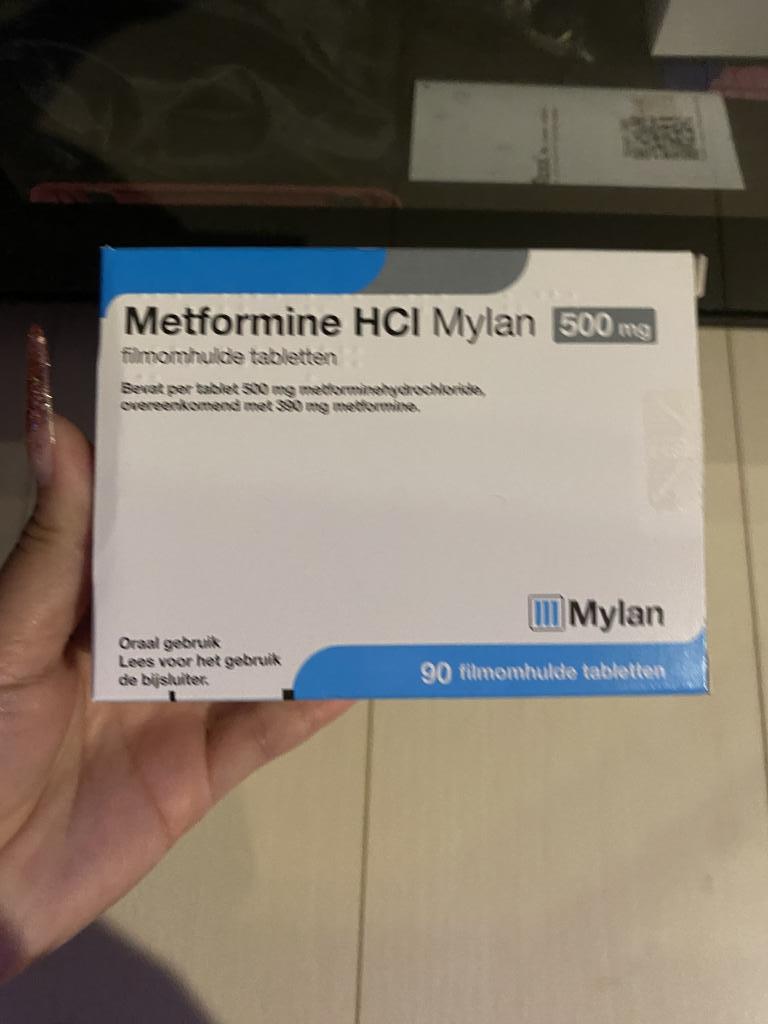 Metformine HCl Mylan 500 mg
filmomhulde tabletten
Bevat per tablet 500 mg metforminehydrochloride,
overeenkomend met 390 mg metformine.
Mylan
Oraal gebruik
Lees voor het gebruik
de bijsluiter.
90 filmomhulde tabletten